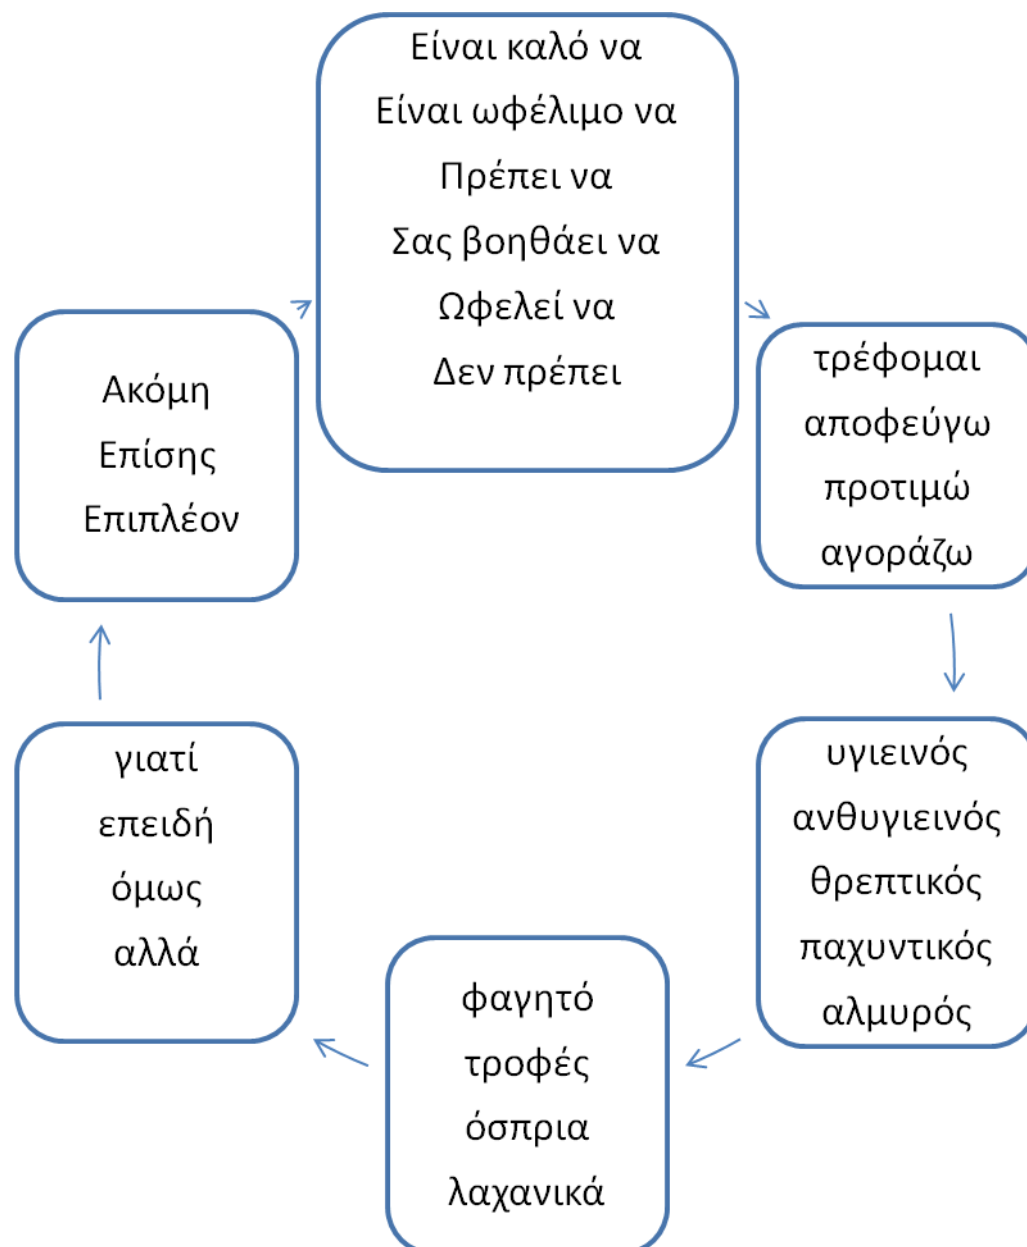 Είναι καλό να
Είναι ωφέλιμο να
Πρέπει να
Σας βοηθάει να
Ωφελεί να
Δεν πρέπει
τρέφομαι
αποφεύγω
προτιμώ
αγοράζω
υγιεινός
ανθυγιεινός
θρεπτικός
παχυντικός
αλμυρός
φαγητό
τροφές
όσπρια
λαχανικά
γιατί
επειδή
όμως
αλλά
Ακόμη
Επίσης
Επιπλέον